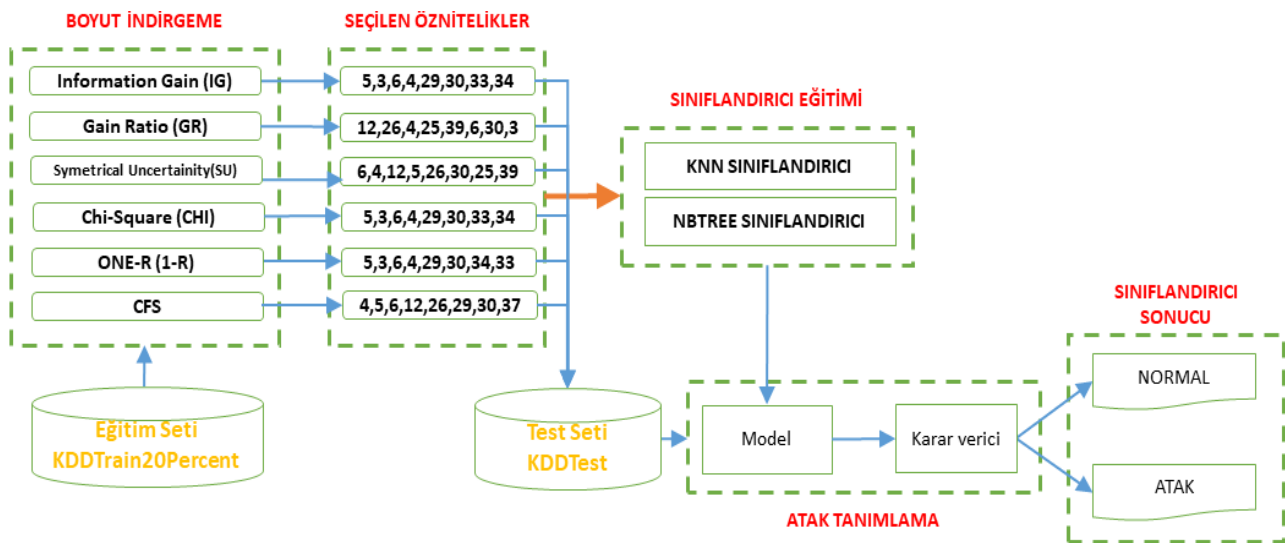 BOYUT İNDİRGEME
Information Gain (IG)
Gain Ratio (GR)
Symetrical Uncertainity(SU)
Chi-Square (CHI)
ONE-R (1-R)
CFS
Eğitim Seti
KDDTrain20Percent
SEÇİLEN ÖZNİTELİKLER
5,3,6,4,29,30,33,34
12,26,4,25,39,6,30,3
6,4,12,5,26,30,25,39
5,3,6,4,29,30,33,34
5,3,6,4,29,30,34,33
4,5,6,12,26,29,30,37
SINIFLANDIRICI EĞİTİMİ
KNN SINIFLANDIRICI
NBTREE SINIFLANDIRICI
Test Seti
KDDTest
Model
Karar verici
ATAK TANIMLAMA
SINIFLANDIRICI
SONUCU
NORMAL
ATAK